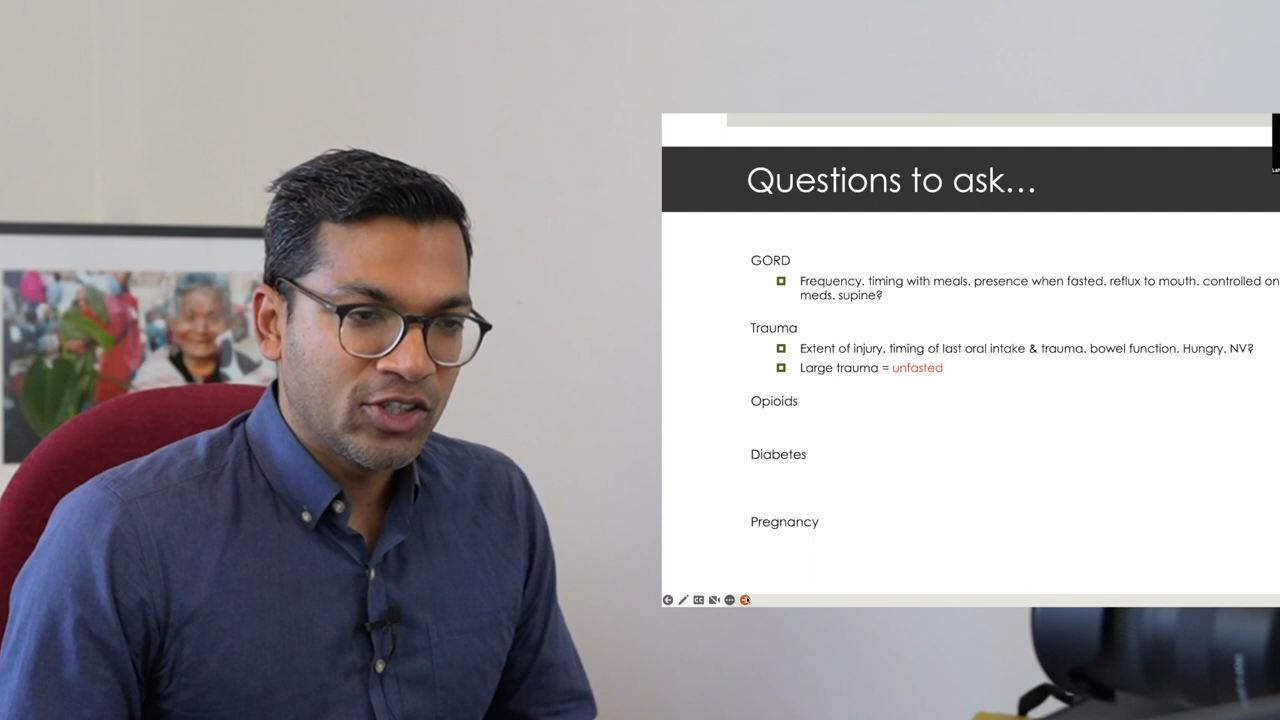 Questions to ask...
GORD
Frequency. timing with meals. presence when fasted. reflux to mouth. controlled on
meds. supine?
Trauma
Extent of injury. timing of last oral intake & trauma. bowel function. Hungry. NV?
Large trauma = unfasted
Opioids
Diabetes
Pregnancy
CC